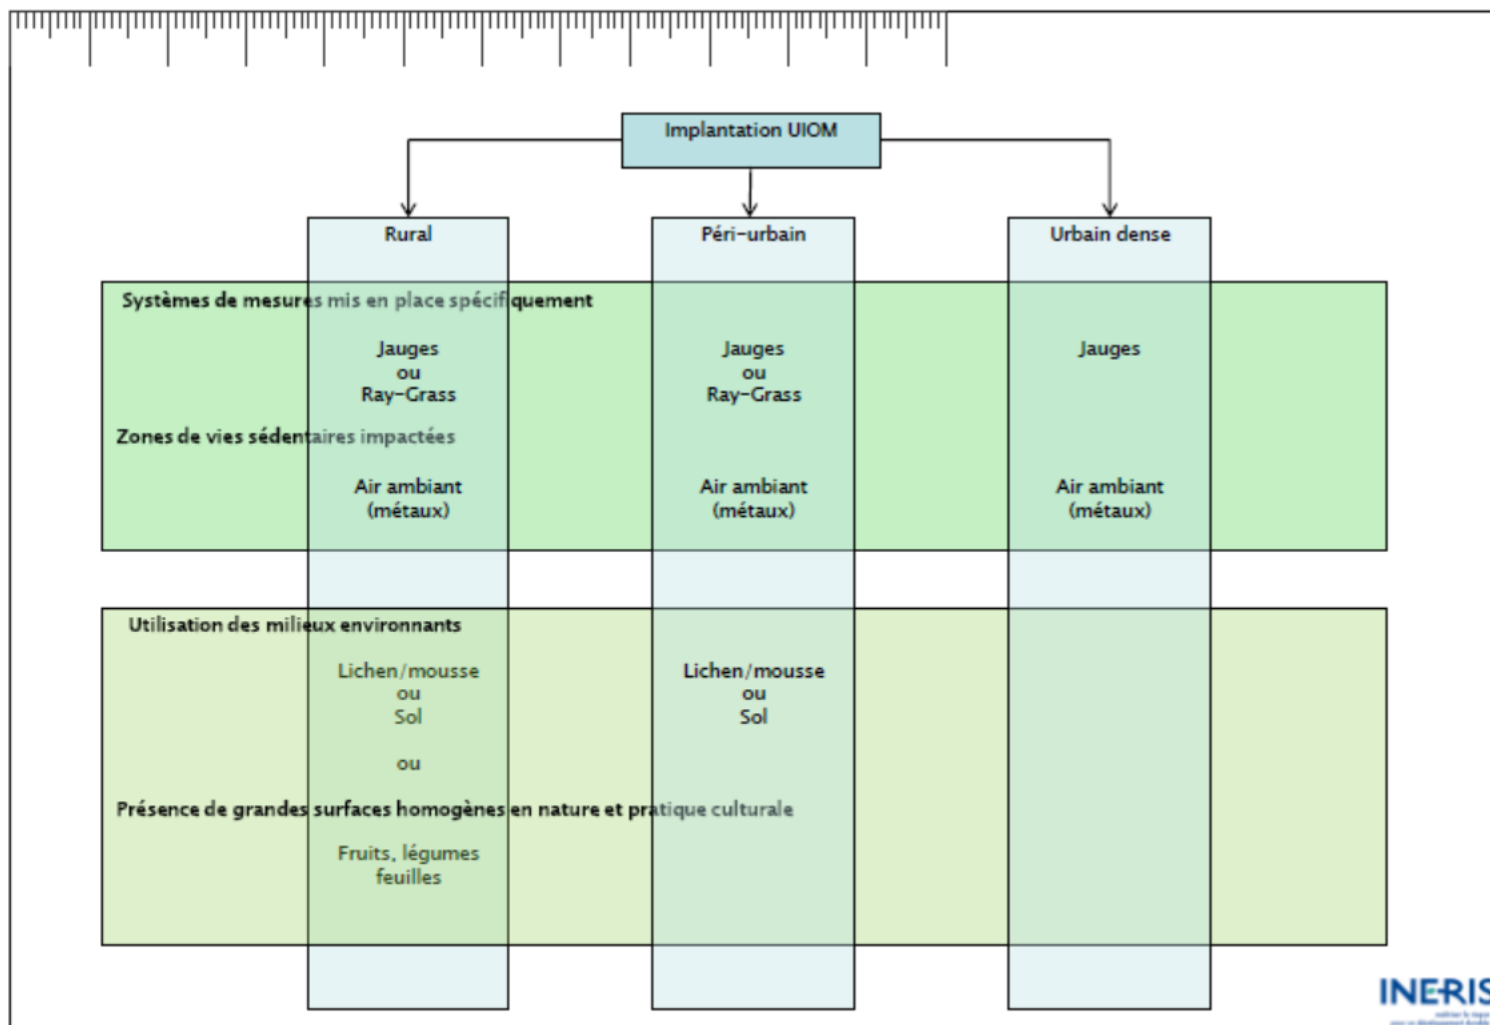 Implantation UIOM
Rural
Péri-urbain
Urbain dense
Systèmes de mesures mis en place spécifiquement
Jauges
ou
Ray-Grass
Jauges
ou
Ray-Grass
Jauges
Zones de vies sédentaires impactées
Air ambiant
(métaux)
Air ambiant
(métaux)
Air ambiant
(métaux)
Utilisation des milieux environnants
Lichen/mousse
ou
Sol
ou
Lichen/mousse
ou
Sol
Présence de grandes surfaces homogènes en nature et pratique culturale
Fruits, légumes
feuilles
INERIS